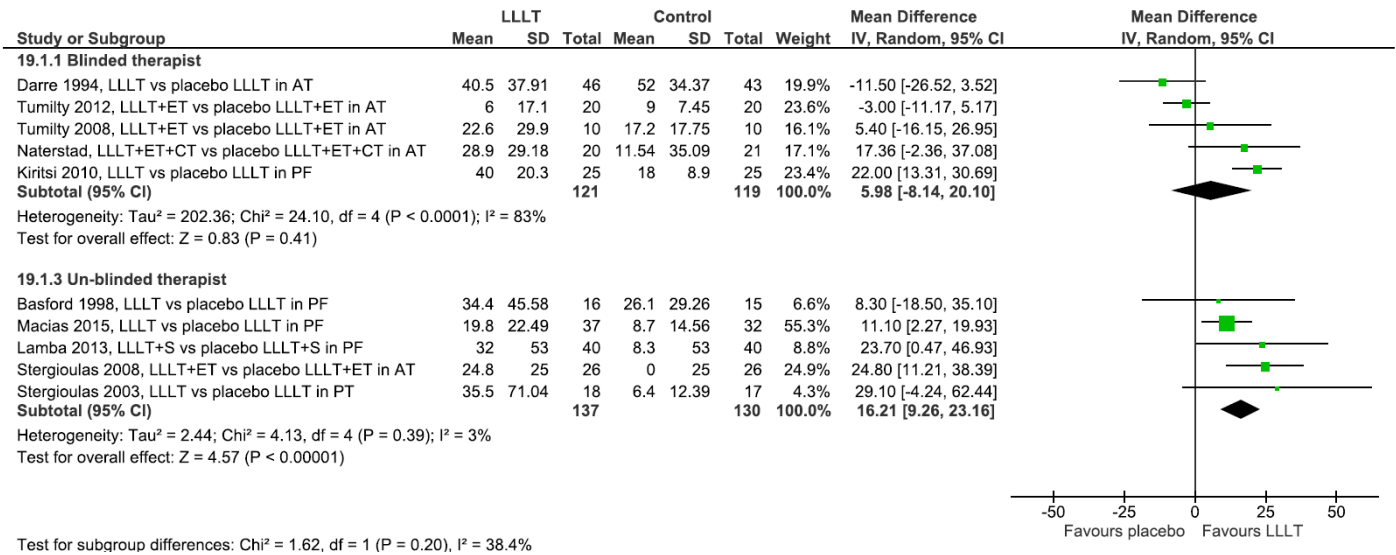 LLLT Control Mean Difference Mean Difference
Study or Subgroup Mean SD Total Mean SD Total Weight IV, Random, 95% CI IV, Random, 95% CI
19.1.1 Blinded therapist
Darre 1994, LLLT vs placebo LLLT in AT 40.5 37.91 46 52 34.37 43 19.9% -11.50 [-26.52, 3.52]
Tumilty 2012, LLLT+ET vs placebo LLLT+ET in AT 6 17.1 20 9 7.45 20 23.6% -3.00 [-11.17, 5.17]
Tumilty 2008, LLLT+ET vs placebo LLLT+ET in AT 22.6 29.9 10 17.2 17.75 10 16.1% 5.40 [-16.15, 26.95]
Naterstad, LLLT+ET+CT vs placebo LLLT+ET+CT in AT 28.9 29.18 20 11.54 35.09 21 17.1% 17.36 [-2.36, 37.08]
Kiritsi 2010, LLLT vs placebo LLLT in PF 40 20.3 25 18 8.9 25 23.4% 22.00 [13.31, 30.69]
Subtotal (95% CI) 121 119 100.0% 5.98 [-8.14, 20.10]
Heterogeneity: Tau² = 202.36; Chi² = 24.10, df = 4 (P < 0.0001); I² = 83%
Test for overall effect: Z = 0.83 (P = 0.41)
19.1.3 Un-blinded therapist
Basford 1998, LLLT vs placebo LLLT in PF 34.4 45.58 16 26.1 29.26 15 6.6% 8.30 [-18.50, 35.10]
Macias 2015, LLLT vs placebo LLLT in PF 19.8 22.49 37 8.7 14.56 32 55.3% 11.10 [2.27, 19.93]
Lamba 2013, LLLT+S vs placebo LLLT+S in PF 32 53 40 8.3 53 40 8.8% 23.70 [0.47, 46.93]
Stergioulas 2008, LLLT+ET vs placebo LLLT+ET in AT 24.8 25 26 0 25 26 24.9% 24.80 [11.21, 38.39]
Stergioulas 2003, LLLT vs placebo LLLT in PT 35.5 71.04 18 6.4 12.39 17 4.3% 29.10 [-4.24, 62.44]
Subtotal (95% CI) 137 130 100.0% 16.21 [9.26, 23.16]
Heterogeneity: Tau² = 2.44; Chi² = 4.13, df = 4 (P = 0.39); I² = 3%
Test for overall effect: Z = 4.57 (P < 0.00001)
-50 -25 0 25 50
Favours placebo Favours LLLT
Test for subgroup differences: Chi² = 1.62, df = 1 (P = 0.20), I² = 38.4%